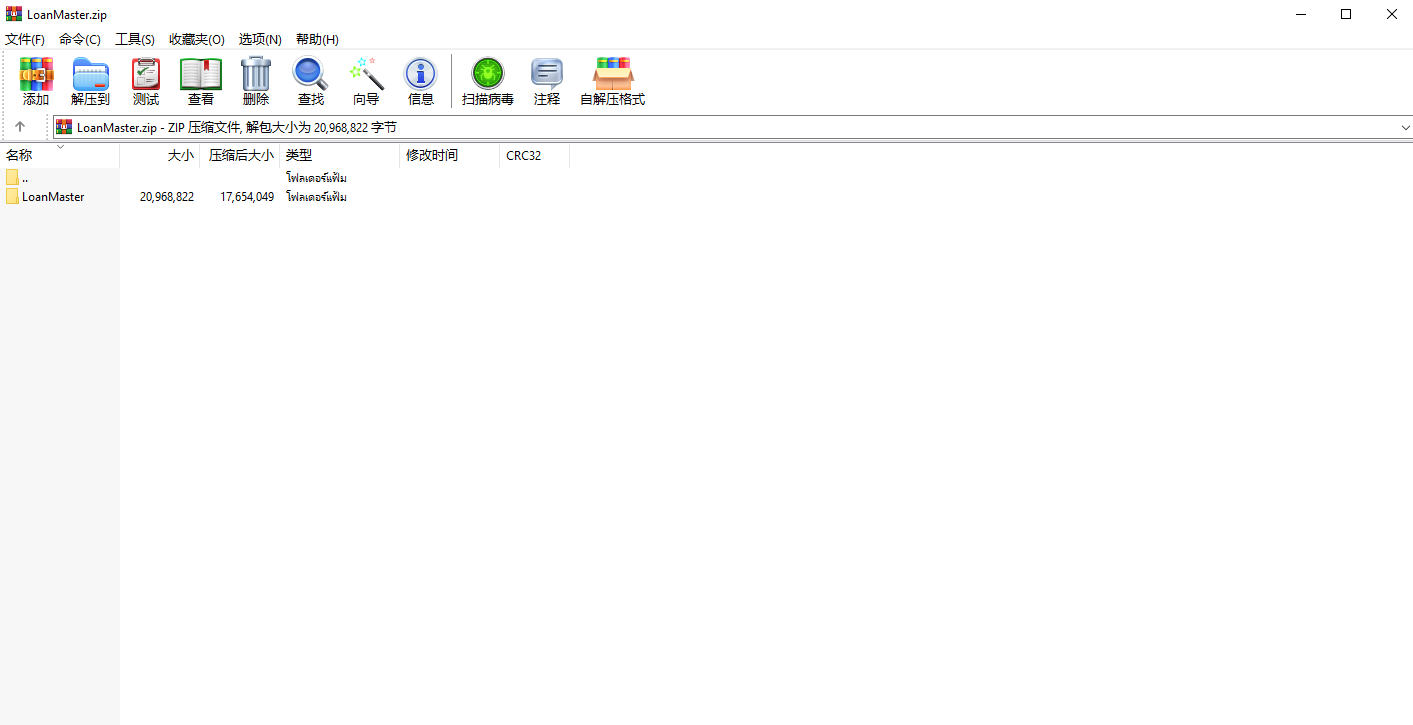 LoanMaster.zip
文件(F) 命令(C) 工具(S) 收藏夹(O) 选项(N) 帮助(H)
添加 解压到 测试 查看 删除 查找 向导 信息 扫描病毒 注释 自解压格式
LoanMaster.zip - ZIP 压缩文件, 解包大小为 20,968,822 字节
名称 大小 压缩后大小 类型 修改时间 CRC32
.. โฟลเดอร์แฟ้ม
LoanMaster 20,968,822 17,654,049 โฟลเดอร์แฟ้ม